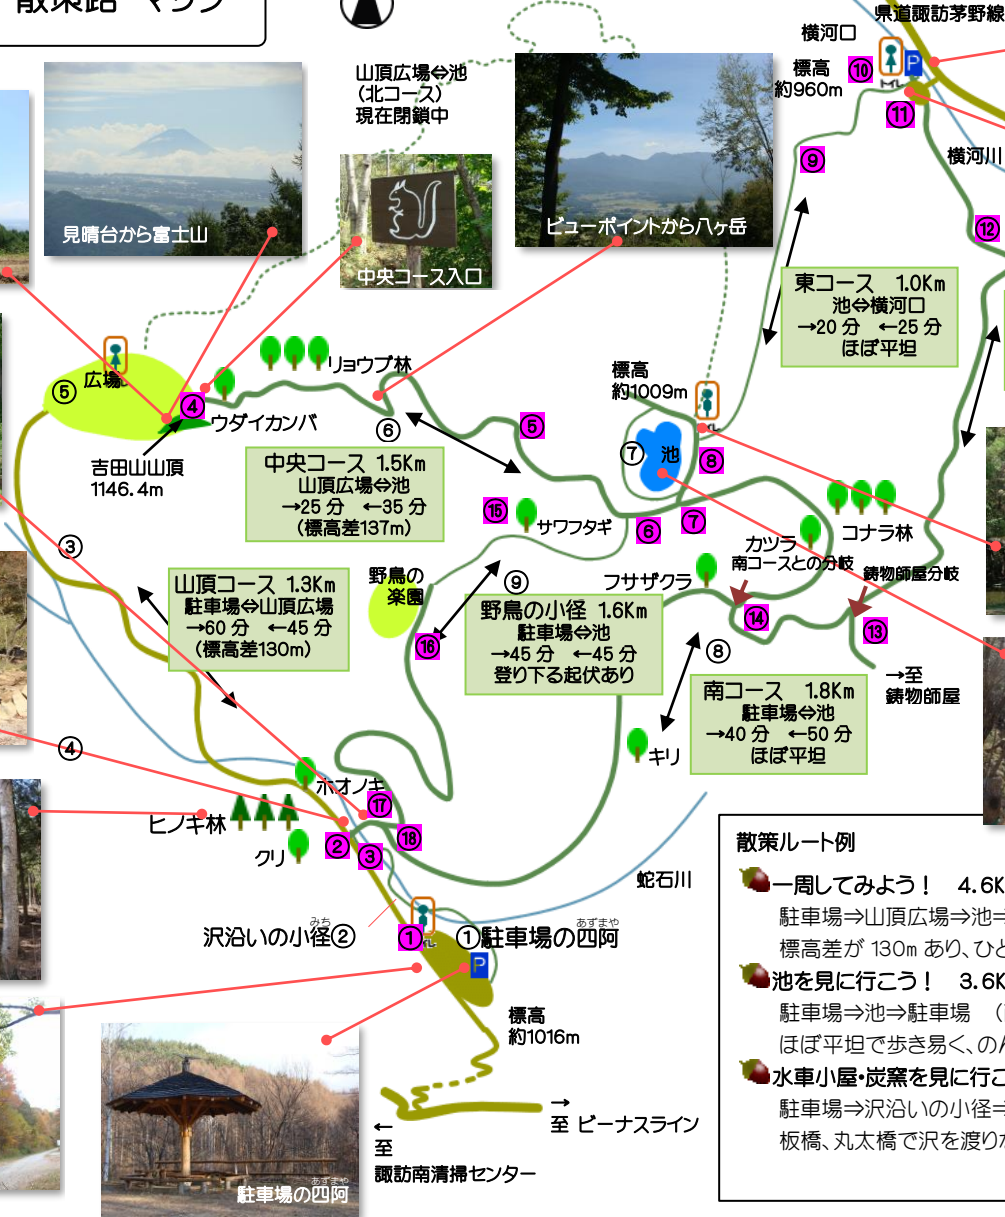 散策路 マップ
県道諏訪茅野線
横河口
標高
約960m
⑩
⑪
⑨
横河川
⑫
山頂広場⇔池
(北コース)
現在閉鎖中
見晴台から富士山
中央コース入口
ビューポイントから八ヶ岳
東コース 1.0Km
池⇔横河口
→20分 ←25分
ほぼ平坦
リョウブ林
標高
約1009m
⑤
広場
④
ウダイカンバ
⑥
⑤
⑦
池
⑧
吉田山山頂
1146.4m
中央コース 1.5Km
山頂広場⇔池
→25分 ←35分
(標高差137m)
⑮
サワフタギ
⑥
⑦
コナラ林
カツラ
南コースとの分岐
鋳物師屋分岐
③
野鳥の
楽園
⑨
フサザクラ
山頂コース 1.3Km
駐車場⇔山頂広場
→60分 ←45分
(標高差130m)
野鳥の小径 1.6Km
駐車場⇔池
→45分 ←45分
登り下る起伏あり
⑯
⑭
⑬
⑧
→至
鋳物師屋
南コース 1.8Km
駐車場⇔池
→40分 ←50分
ほぼ平坦
キリ
④
ホオノキ
⑰
ヒノキ林
クリ
②
③
⑱
蛇石川
沢沿いの小径②
みち
①
①駐車場の四阿
あずまや
P
P
標高
約1016m
→
至 ビーナスライン
←
至
諏訪南清掃センター
駐車場の四阿
あずまや
散策ルート例
一周してみよう! 4.6K
駐車場⇒山頂広場⇒池⇒
標高差が 130m あり、ひと
池を見に行こう! 3.6K
駐車場⇒池⇒駐車場
ほぼ平坦で歩き易く、のん
水車小屋・炭窯を見に行こ
駐車場⇒沢沿いの小径⇒
板橋、丸太橋で沢を渡りな